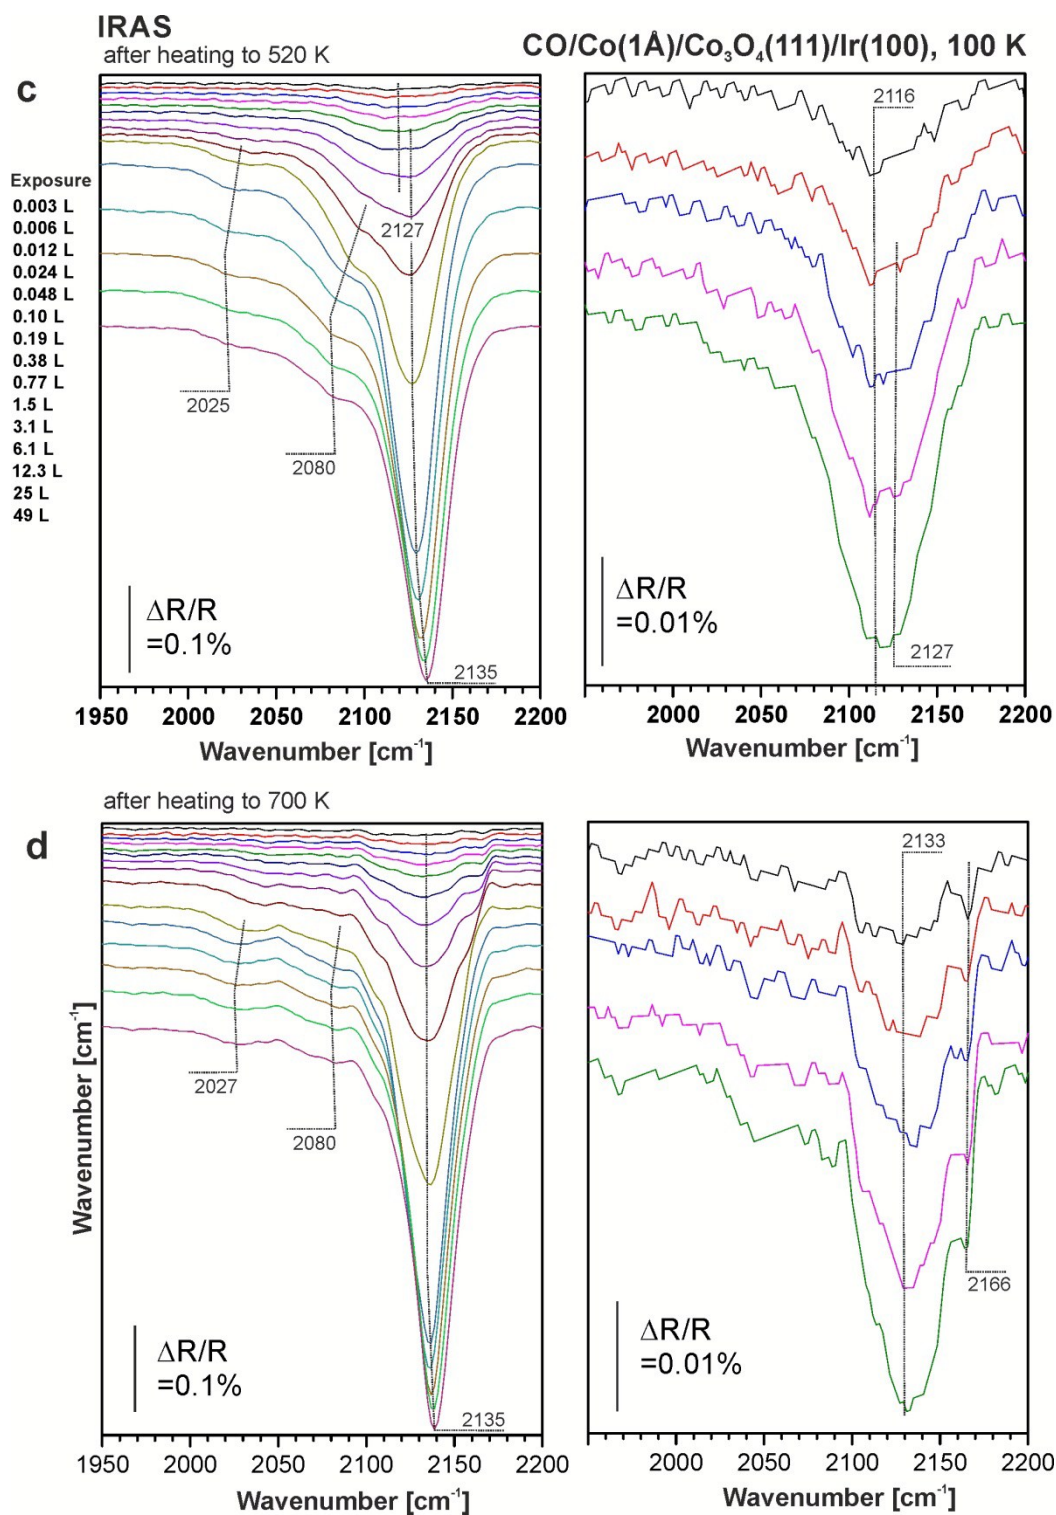 IRAS
after heating to 520 K
CO/Co(1Å)/Co₃O₄(111)/Ir(100), 100 K
c
Exposure
0.003 L
0.006 L
0.012 L
0.024 L
0.048 L
0.10 L
0.19 L
0.38 L
0.77 L
1.5 L
3.1 L
6.1 L
12.3 L
25 L
49 L
2127
2025
2080
ΔR/R
=0.1%
2135
1950 2000 2050 2100 2150 2200
Wavenumber [cm⁻¹]
2116
ΔR/R
=0.01%
2127
2000 2050 2100 2150 2200
Wavenumber [cm⁻¹]
after heating to 700 K
d
Wavenumber [cm⁻¹]
2027
2080
ΔR/R
=0.1%
2135
1950 2000 2050 2100 2150 2200
Wavenumber [cm⁻¹]
2133
2166
ΔR/R
=0.01%
2000 2050 2100 2150 2200
Wavenumber [cm⁻¹]